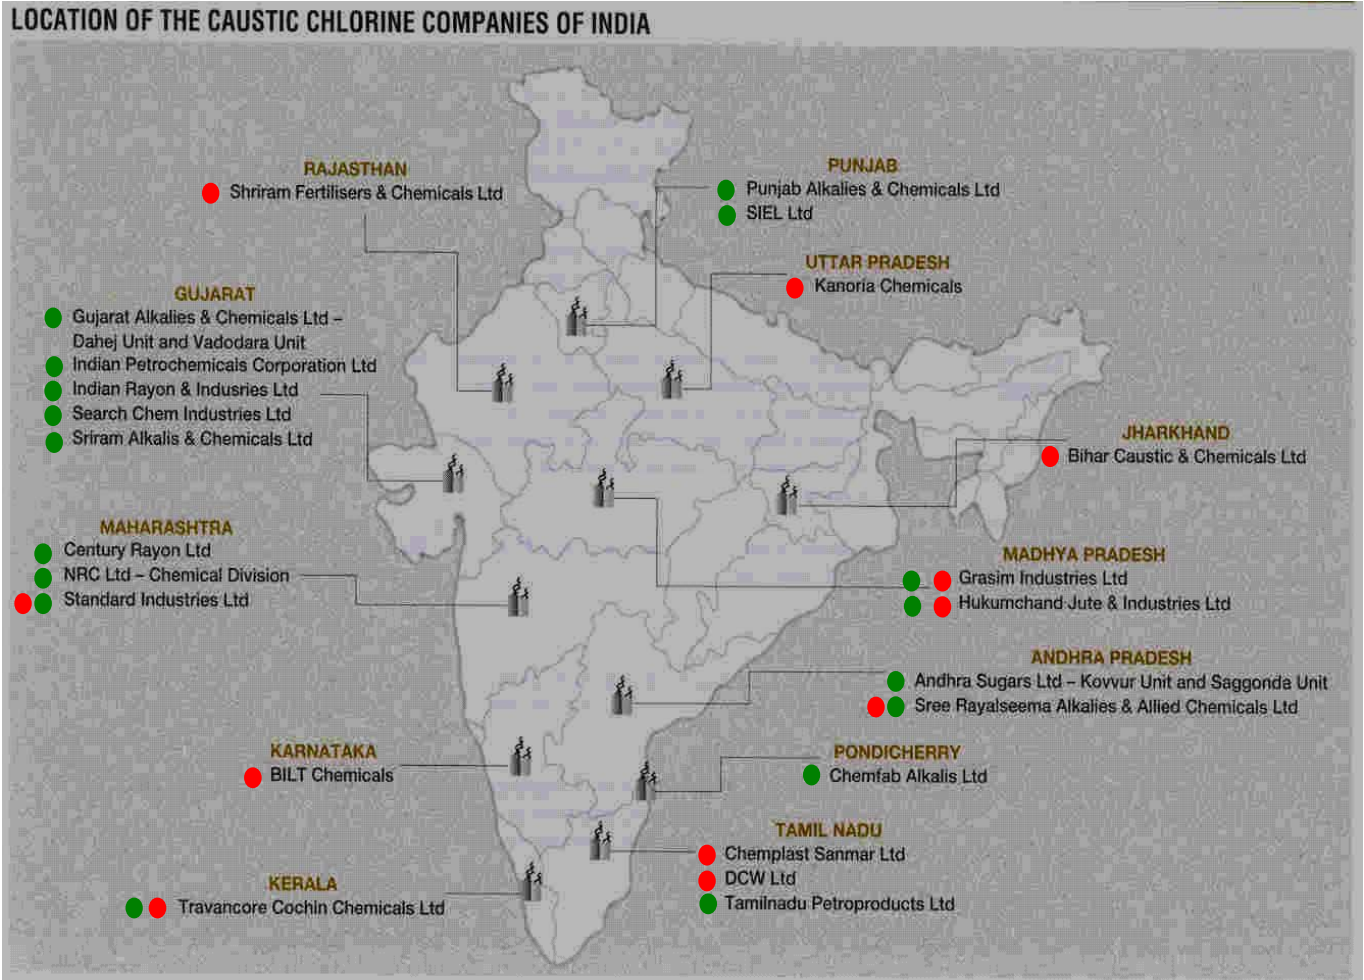 LOCATION OF THE CAUSTIC CHLORINE COMPANIES OF INDIA
RAJASTHAN
Shriram Fertilisers & Chemicals Ltd
PUNJAB
Punjab Alkalies & Chemicals Ltd
SIEL Ltd
UTTAR PRADESH
Kanoria Chemicals
GUJARAT
Gujarat Alkalies & Chemicals Ltd –
Dahej Unit and Vadodara Unit
Indian Petrochemicals Corporation Ltd
Indian Rayon & Indusries Ltd
Search Chem Industries Ltd
Sriram Alkalis & Chemicals Ltd
JHARKHAND
Bihar Caustic & Chemicals Ltd
MAHARASHTRA
Century Rayon Ltd
NRC Ltd – Chemical Division
Standard Industries Ltd
MADHYA PRADESH
Grasim Industries Ltd
Hukumchand Jute & Industries Ltd
ANDHRA PRADESH
Andhra Sugars Ltd – Kovvur Unit and Saggonda Unit
Sree Rayalseema Alkalies & Allied Chemicals Ltd
KARNATAKA
BILT Chemicals
PONDICHERRY
Chemfab Alkalis Ltd
TAMIL NADU
Chemplast Sanmar Ltd
DCW Ltd
Tamilnadu Petroproducts Ltd
KERALA
Travancore Cochin Chemicals Ltd